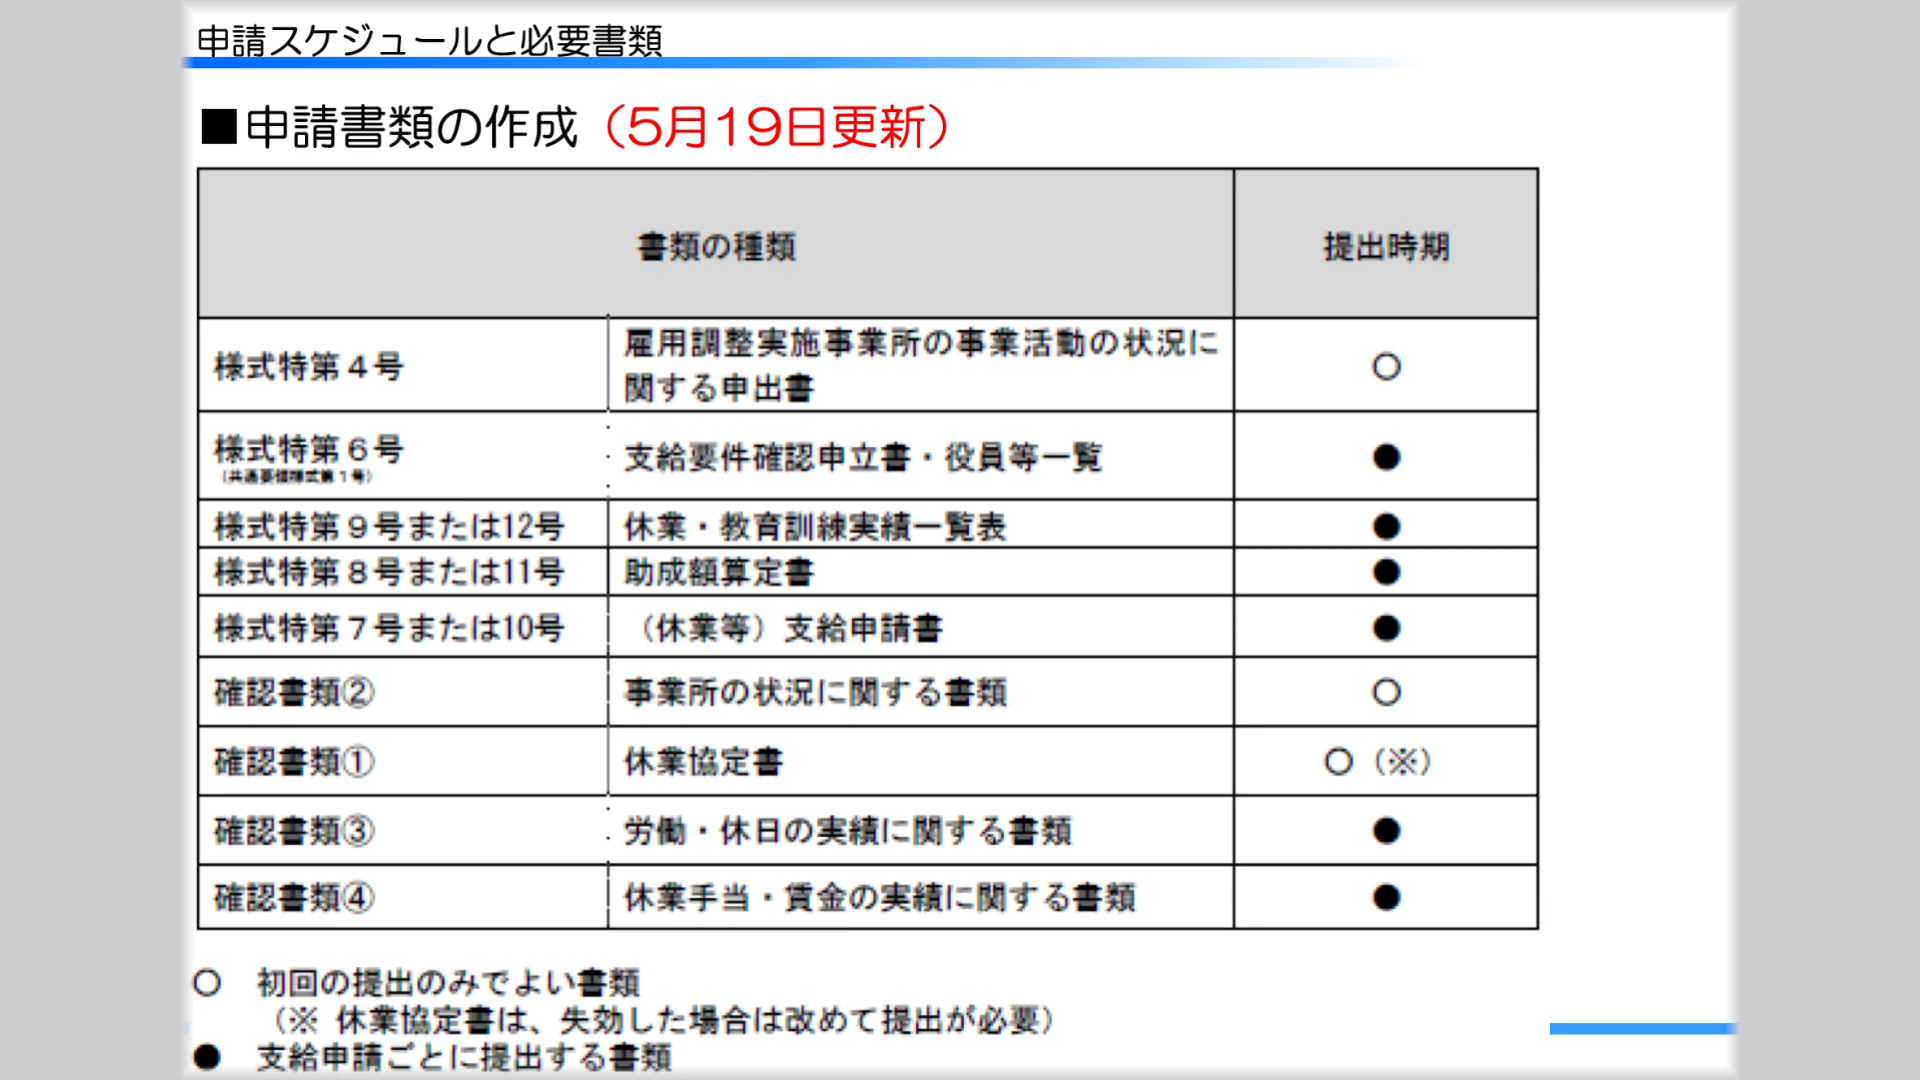 申請スケジュールと必要書類
■申請書類の作成（5月19日更新）
書類の種類 提出時期
様式特第４号 雇用調整実施事業所の事業活動の状況に
関する申出書 〇
様式特第６号 支給要件確認申立書・役員等一覧 ●
（共通要領様式第１号）
様式特第９号または12号 休業・教育訓練実績一覧表 ●
様式特第８号または11号 助成額算定書 ●
様式特第７号または10号 （休業等）支給申請書 ●
確認書類② 事業所の状況に関する書類 〇
確認書類① 休業協定書 〇（※）
確認書類③ 労働・休日の実績に関する書類 ●
確認書類④ 休業手当・賃金の実績に関する書類 ●
〇 初回の提出のみでよい書類
（※ 休業協定書は、失効した場合は改めて提出が必要）
● 支給申請ごとに提出する書類